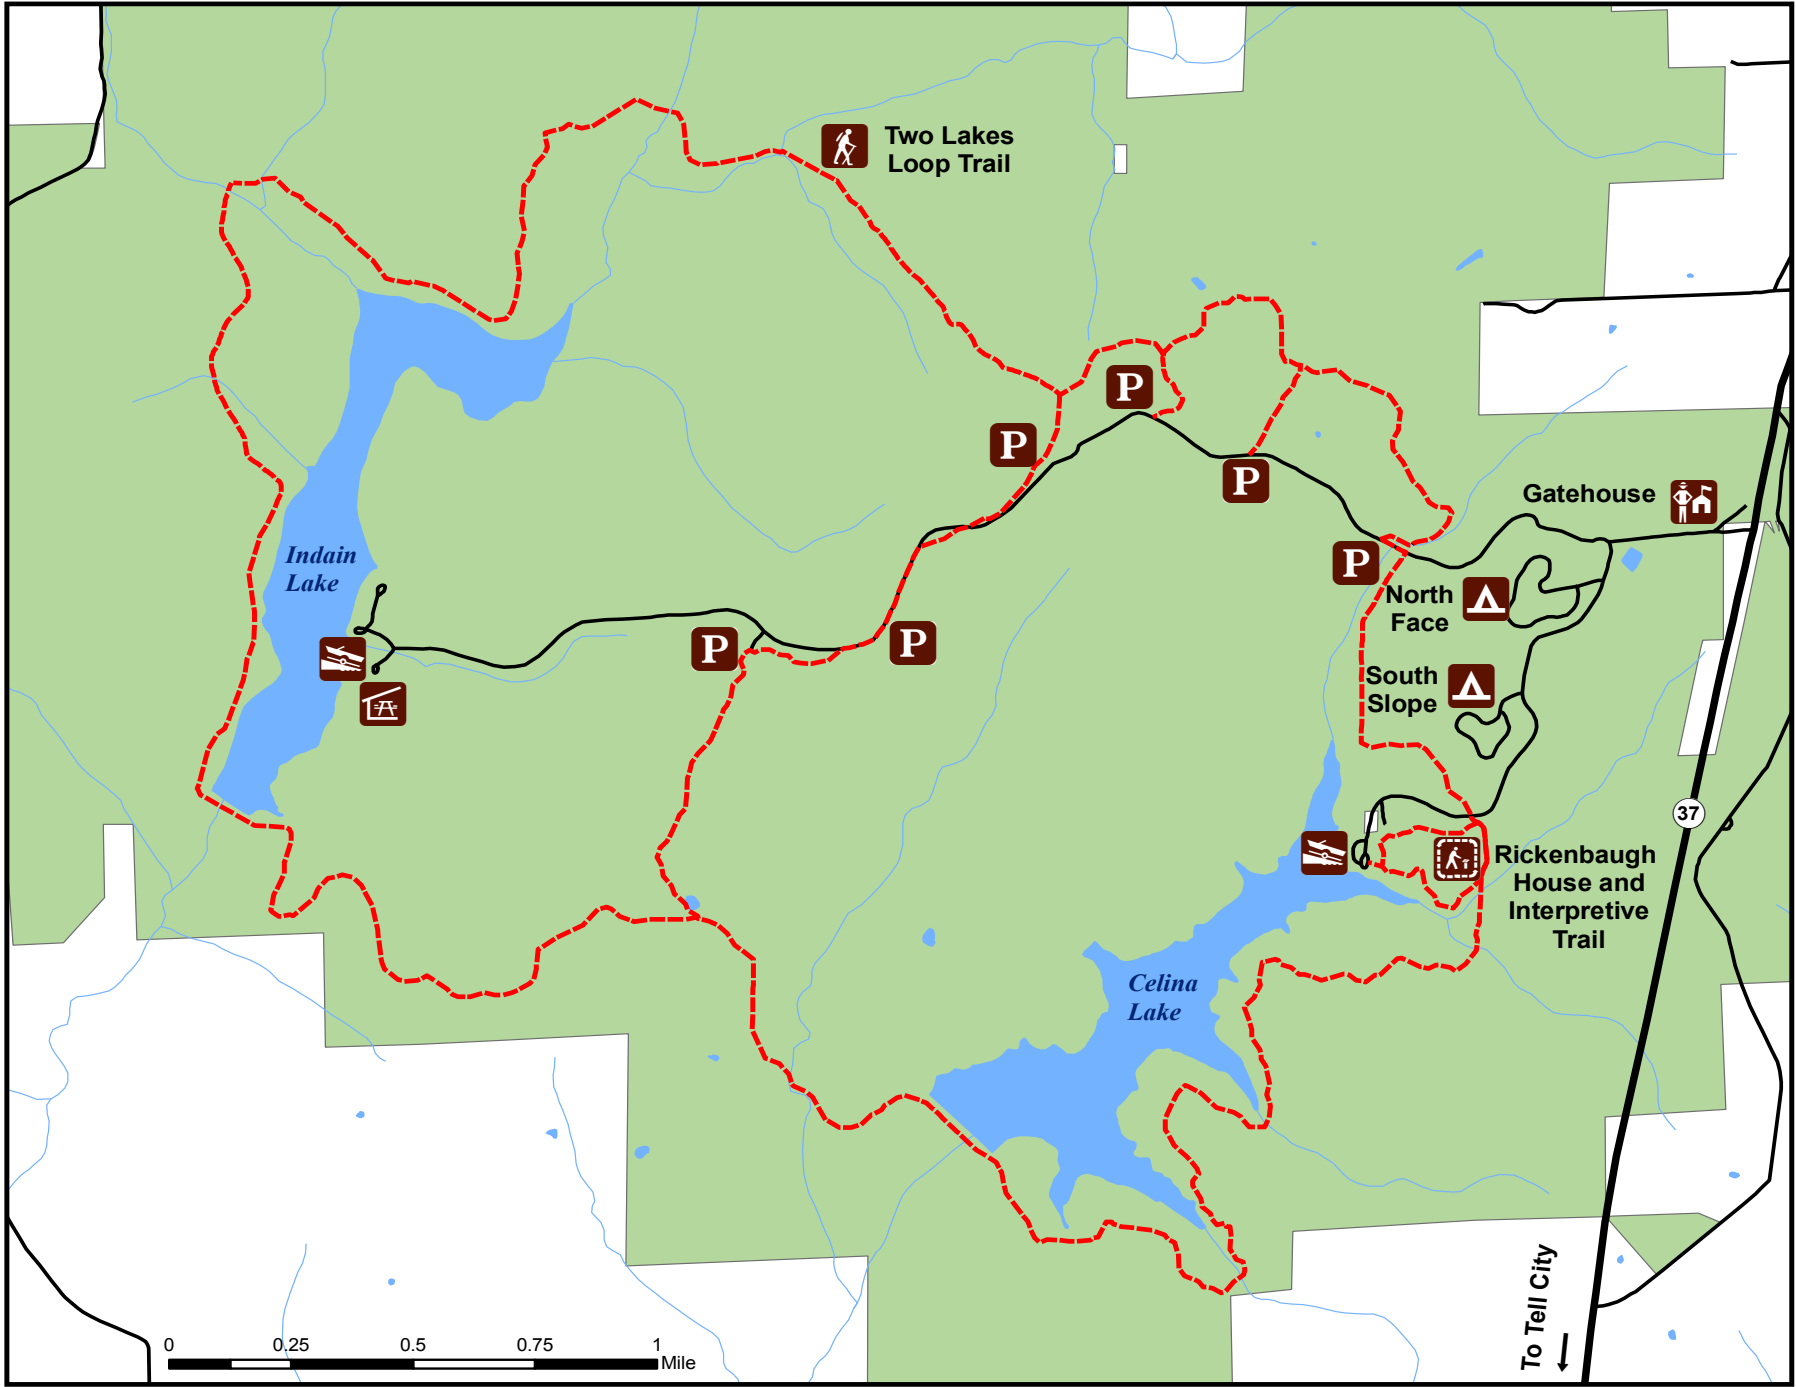 Two Lakes
Loop Trail
P
P
P
Gatehouse
Indain
Lake
P
North
Face
P
P
South
Slope
37
Rickenbaugh
House and
Interpretive
Trail
Celina
Lake
To Tell City
0 0.25 0.5 0.75 1
Mile